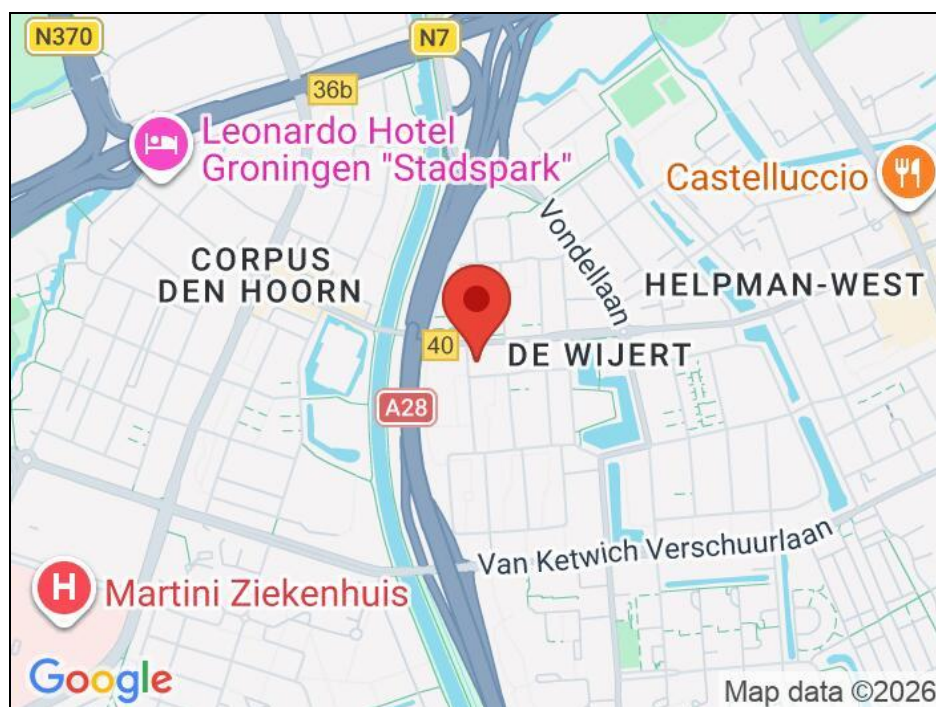 N370
N7
36b
Leonardo Hotel
Groningen "Stadspark"
Castelluccio
Vondellaan
CORPUS
DEN HOORN
HELPMAN-WEST
40
DE WIJERT
A28
Van Ketwich Verschuurlaan
H
Martini Ziekenhuis
Google
Map data ©2026